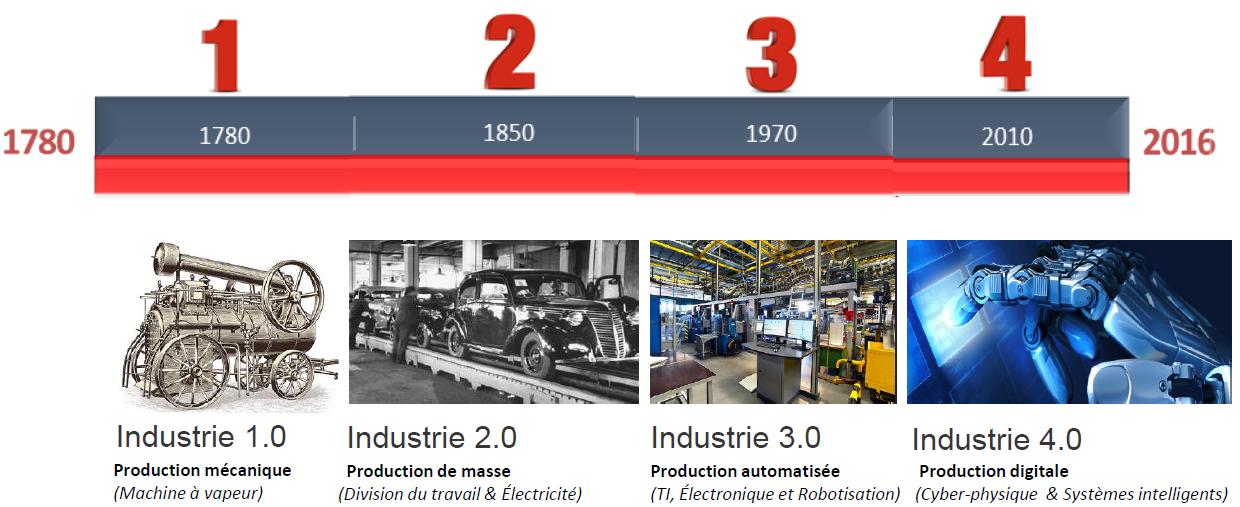 1
2
3
4
1780
1780
1850
1970
2010
2016
Industrie 1.0
Production mécanique
(Machine à vapeur)
Industrie 2.0
Production de masse
(Division du travail & Électricité)
Industrie 3.0
Production automatisée
(TI, Électronique et Robotisation)
Industrie 4.0
Production digitale
(Cyber-physique & Systèmes intelligents)